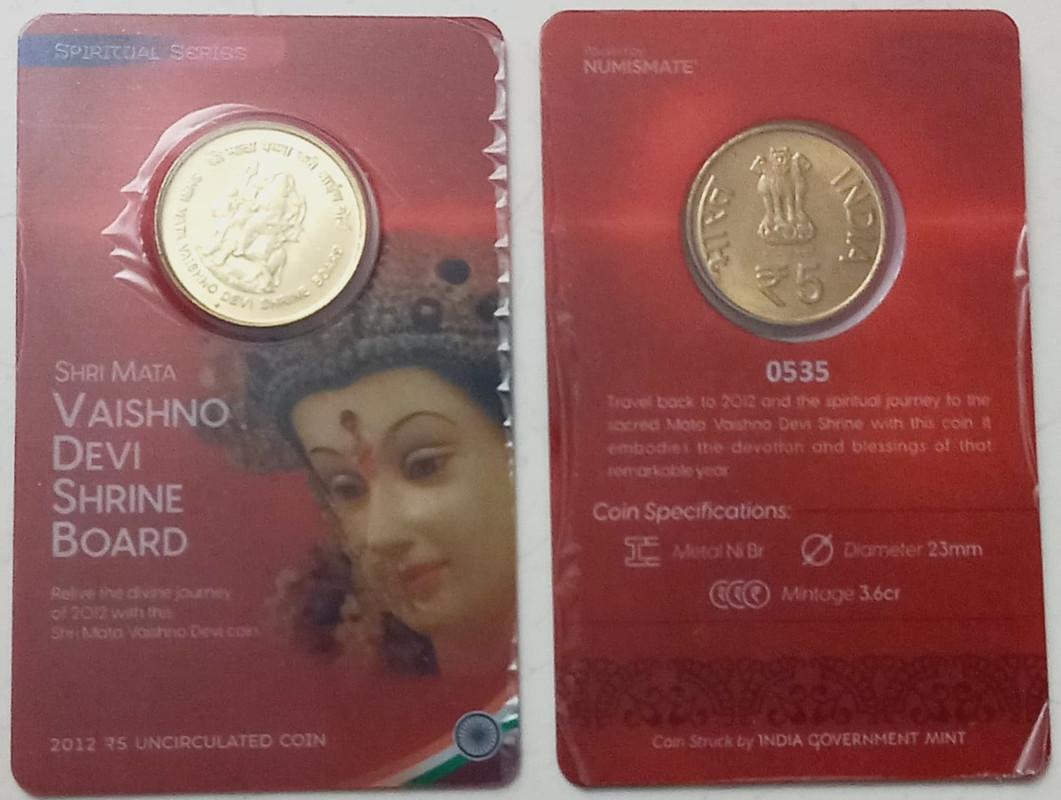 SPIRITUAL SERIES
SHRI MATA VAISHNO DEVI SHRINE BOARD
SHRI MATA
VAISHNO
DEVI
SHRINE
BOARD
Relive the divine journey
of 2012 with this
Shri Mata Vaishno Devi coin
2012 ₹5 UNCIRCULATED COIN
Packed by
NUMISMATE
भारत
INDIA
₹5
0535
Travel back to 2012 and the spiritual journey to the
sacred Mata Vaishno Devi Shrine with this coin. It
embodies the devotion and blessings of that
remarkable year
Coin Specifications:
Metal Ni Br
Diameter 23mm
Mintage 3.6cr
Coin Struck by INDIA GOVERNMENT MINT